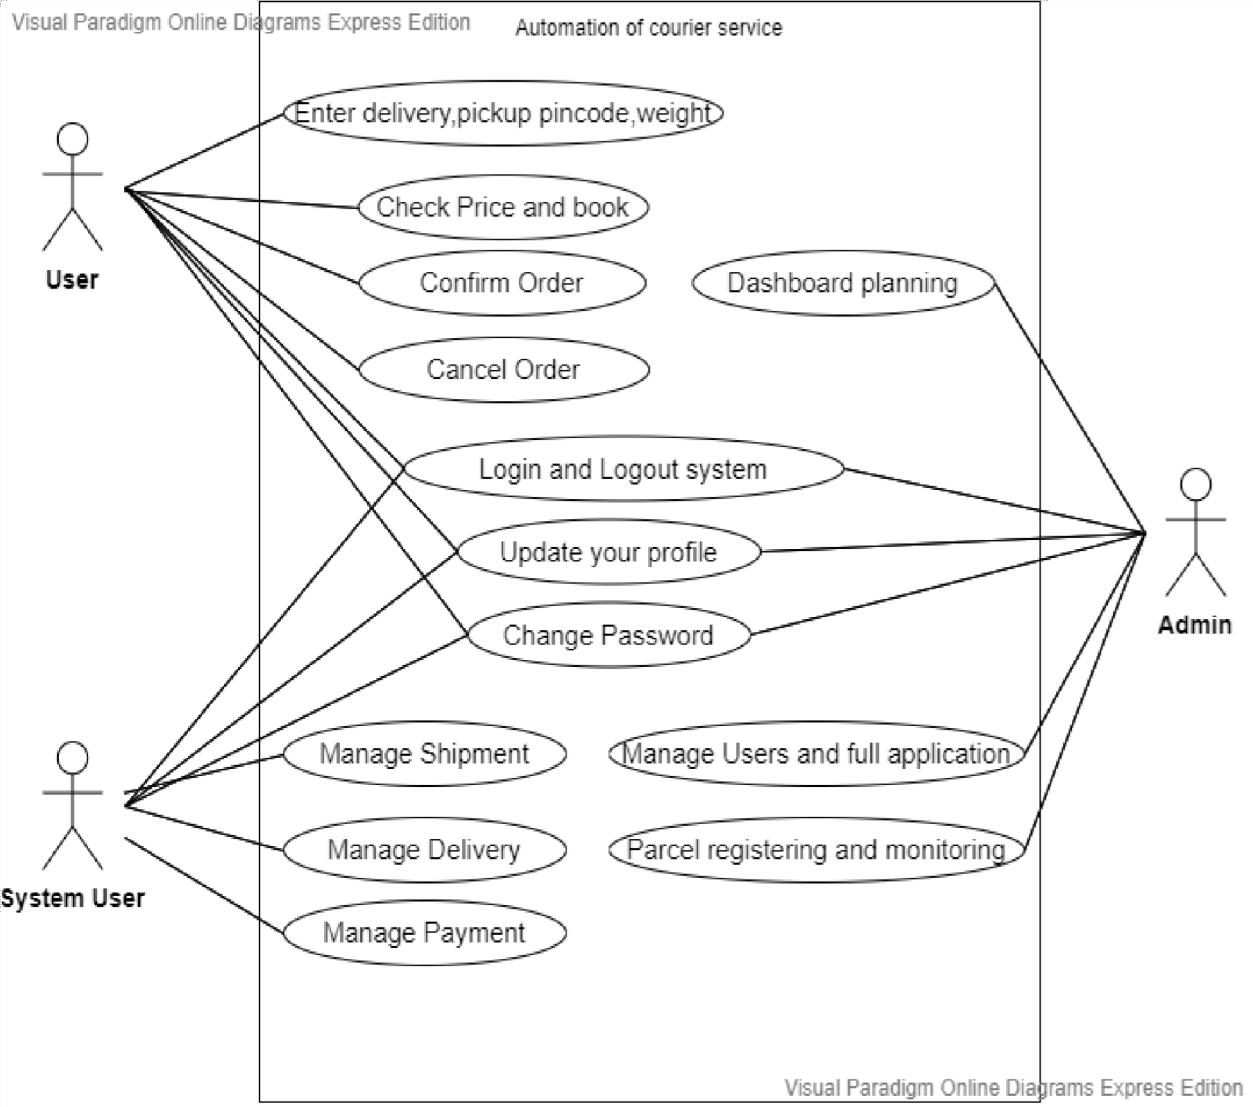 Visual Paradigm Online Diagrams Express Edition
Automation of courier service
Enter delivery,pickup pincode,weight
User
Check Price and book
Confirm Order
Dashboard planning
Cancel Order
Login and Logout system
Update your profile
Change Password
Admin
Manage Shipment
Manage Users and full application
System User
Manage Delivery
Parcel registering and monitoring
Manage Payment
Visual Paradigm Online Diagrams Express Edition